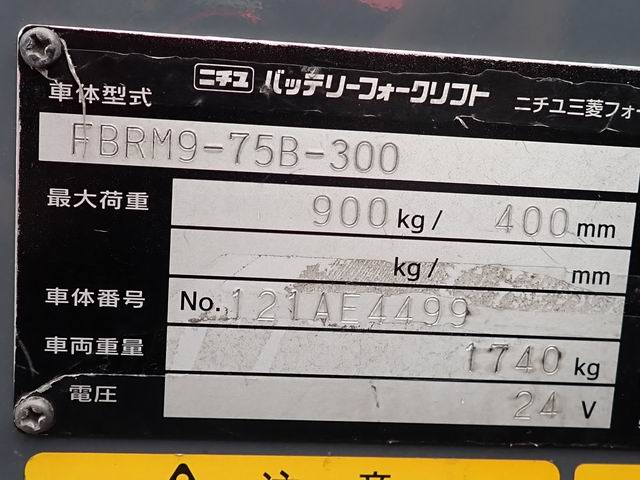 ニチユ バッテリーフォークリフト ニチユ三菱フォー
車体型式
FBRM9-75B-300
最大荷重 900 kg/ 400 mm
kg/ mm
車体番号 No. 121AE4499
車両重量 1740 kg
電圧 24 V
注 意